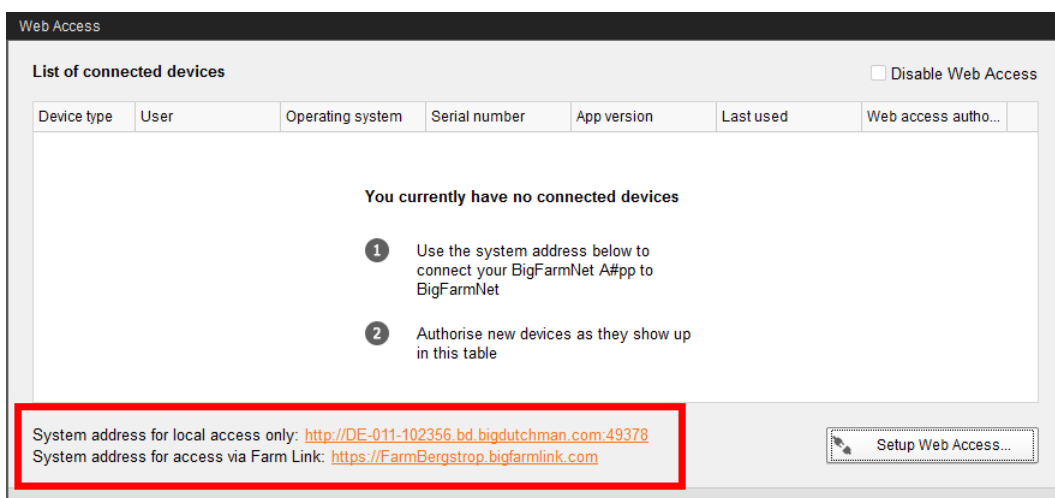 Web Access
List of connected devices
Disable Web Access
Device type User Operating system Serial number App version Last used Web access autho...
You currently have no connected devices
1 Use the system address below to
connect your BigFarmNet A#pp to
BigFarmNet
2 Authorise new devices as they show up
in this table
System address for local access only: http://DE-011-102356.bd.bigdutchman.com:49378
System address for access via Farm Link: https://FarmBergstrop.bigfarmlink.com
Setup Web Access...